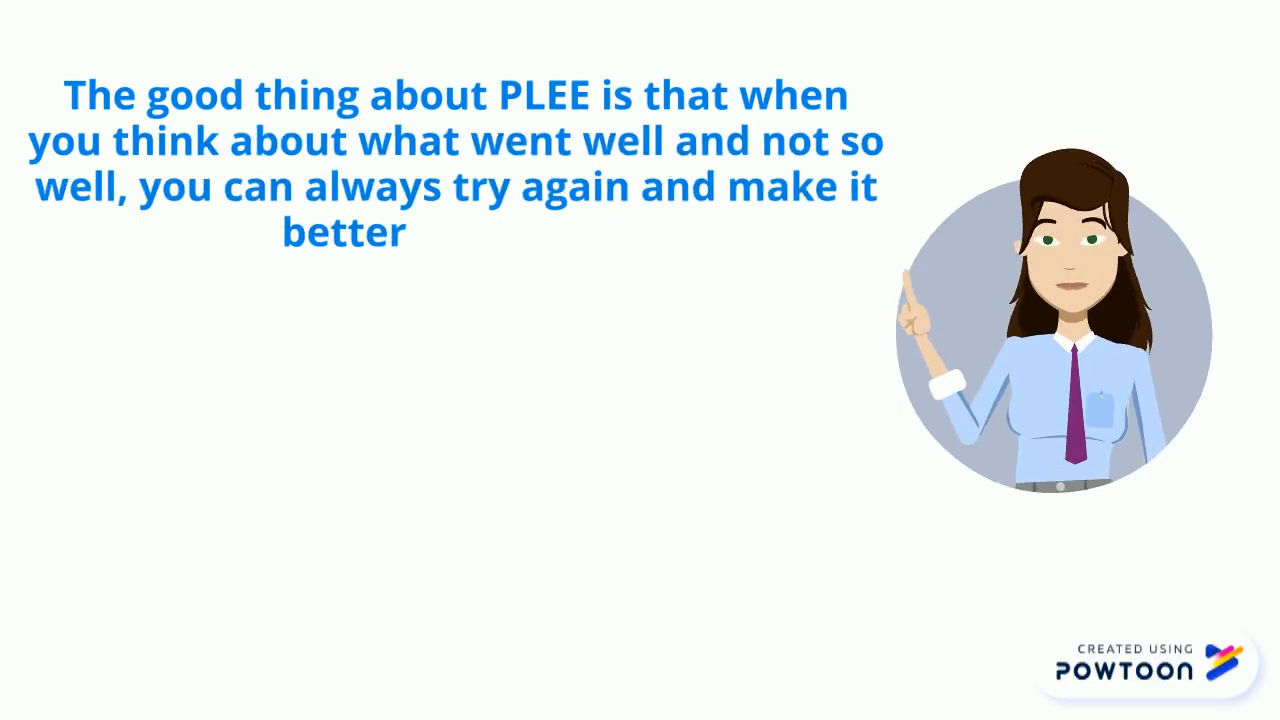 The good thing about PLEE is that when
you think about what went well and not so
well, you can always try again and make it
better
CREATED USING
POWTOON